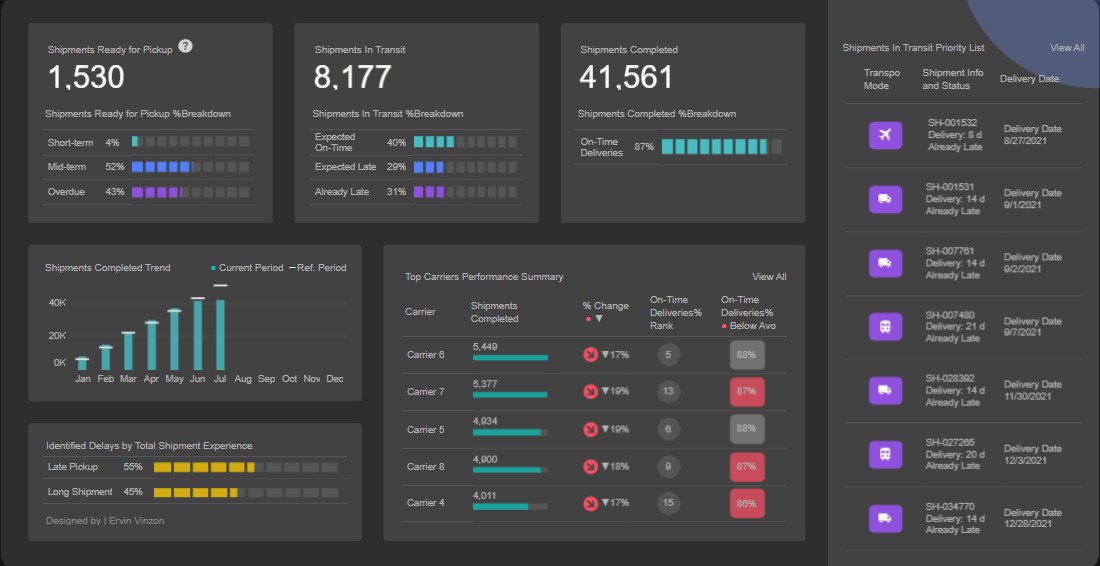 Shipments Ready for Pickup ?
1,530
Shipments Ready for Pickup %Breakdown
Short-term 4%
Mid-term 52%
Overdue 43%
Shipments In Transit
8,177
Shipments In Transit %Breakdown
Expected
On-Time 40%
Expected Late 29%
Already Late 31%
Shipments Completed
41,561
Shipments Completed %Breakdown
On-Time
Deliveries 87%
Shipments Completed Trend
Current Period Ref. Period
40K
20K
0K
Jan Feb Mar Apr May Jun Jul Aug Sep Oct Nov Dec
Identified Delays by Total Shipment Experience
Late Pickup 55%
Long Shipment 45%
Designed by | Ervin Vinzon
Top Carriers Performance Summary View All
Carrier
Shipments
Completed
% Change
▼
On-Time
Deliveries%
Rank
On-Time
Deliveries%
Below Avg
Carrier 6 5,449 ▼17% 5 88%
Carrier 7 5,377 ▼19% 13 87%
Carrier 5 4,934 ▼19% 6 88%
Carrier 8 4,900 ▼18% 9 87%
Carrier 4 4,011 ▼17% 15 86%
Shipments In Transit Priority List View All
Transpo
Mode
Shipment Info
and Status
Delivery Date
SH-001532
Delivery: 8 d
Already Late
Delivery Date
8/27/2021
SH-001531
Delivery: 14 d
Already Late
Delivery Date
9/1/2021
SH-007761
Delivery: 14 d
Already Late
Delivery Date
9/2/2021
SH-007480
Delivery: 21 d
Already Late
Delivery Date
9/7/2021
SH-028392
Delivery: 14 d
Already Late
Delivery Date
11/30/2021
SH-027265
Delivery: 20 d
Already Late
Delivery Date
12/3/2021
SH-034770
Delivery: 14 d
Already Late
Delivery Date
12/28/2021